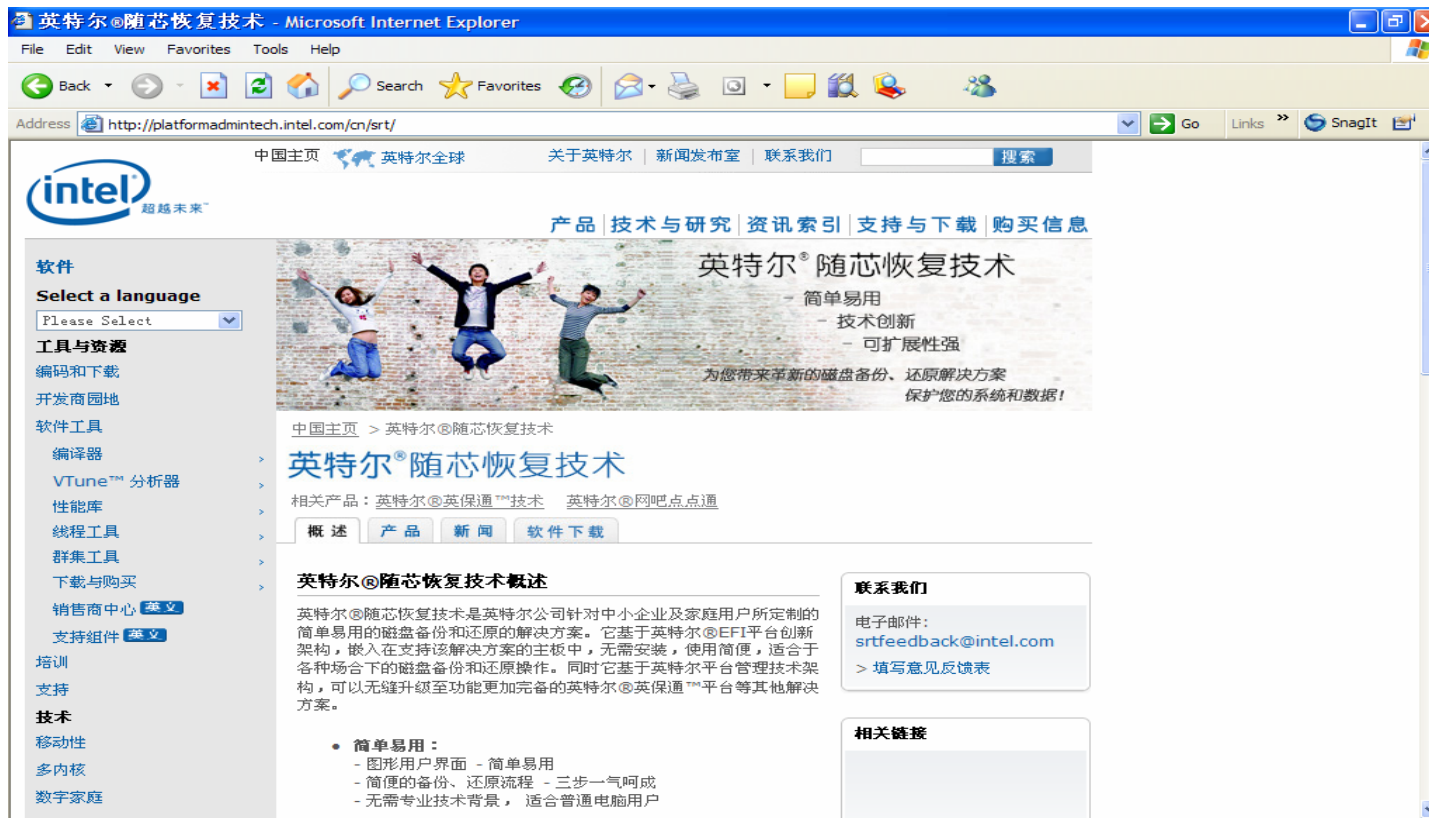 英特尔®随芯恢复技术 - Microsoft Internet Explorer
File Edit View Favorites Tools Help
Back Search Favorites
Address http://platformadmintech.intel.com/cn/srt/ Go Links » SnagIt
中国主页 英特尔全球 关于英特尔 | 新闻发布室 | 联系我们 搜索
intel 超越未来™
产品 | 技术与研究 | 资讯索引 | 支持与下载 | 购买信息
软件
Select a language
Please Select
工具与资源
编码和下载
开发商园地
软件工具
编译器
VTune™ 分析器
性能库
线程工具
群集工具
下载与购买
销售商中心 英文
支持组件 英文
培训
支持
技术
移动性
多内核
数字家庭
英特尔®随芯恢复技术
- 简单易用
- 技术创新
- 可扩展性强
为您带来革新的磁盘备份、还原解决方案
保护您的系统和数据!
中国主页 > 英特尔®随芯恢复技术
英特尔®随芯恢复技术
相关产品：英特尔®英保通™技术 英特尔®网吧点点通
概述 产品 新闻 软件下载
英特尔®随芯恢复技术概述
英特尔®随芯恢复技术是英特尔公司针对中小企业及家庭用户所定制的
简单易用的磁盘备份和还原的解决方案。它基于英特尔®EFI平台创新
架构，嵌入在支持该解决方案的主板中，无需安装，使用简便，适合于
各种场合下的磁盘备份和还原操作。同时它基于英特尔平台管理技术架
构，可以无缝升级至功能更加完备的英特尔®英保通™平台等其他解决
方案。
• 简单易用：
- 图形用户界面 - 简单易用
- 简便的备份、还原流程 - 三步一气呵成
- 无需专业技术背景， 适合普通电脑用户
联系我们
电子邮件：
srtfeedback@intel.com
> 填写意见反馈表
相关链接